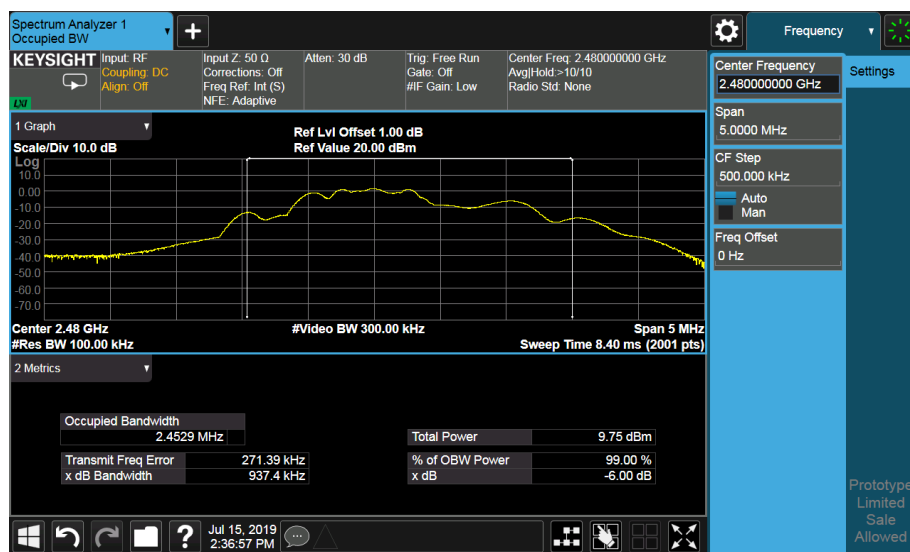 Spectrum Analyzer 1
Occupied BW
Frequency
KEYSIGHT
LXI
Input: RF
Coupling: DC
Align: Off
Input Z: 50 Ω
Corrections: Off
Freq Ref: Int (S)
NFE: Adaptive
Atten: 30 dB
Trig: Free Run
Gate: Off
#IF Gain: Low
Center Freq: 2.480000000 GHz
Avg|Hold:>10/10
Radio Std: None
Center Frequency
2.480000000 GHz
Settings
Span
5.0000 MHz
CF Step
500.000 kHz
Auto
Man
Freq Offset
0 Hz
1 Graph
Scale/Div 10.0 dB
Ref Lvl Offset 1.00 dB
Ref Value 20.00 dBm
Log
10.0
0.00
-10.0
-20.0
-30.0
-40.0
-50.0
-60.0
-70.0
Center 2.48 GHz
#Video BW 300.00 kHz
Span 5 MHz
#Res BW 100.00 kHz
Sweep Time 8.40 ms (2001 pts)
2 Metrics
Occupied Bandwidth
2.4529 MHz
Total Power 9.75 dBm
Transmit Freq Error 271.39 kHz
% of OBW Power 99.00 %
x dB Bandwidth 937.4 kHz
x dB -6.00 dB
Prototype
Limited
Sale
Allowed
?
Jul 15, 2019
2:36:57 PM